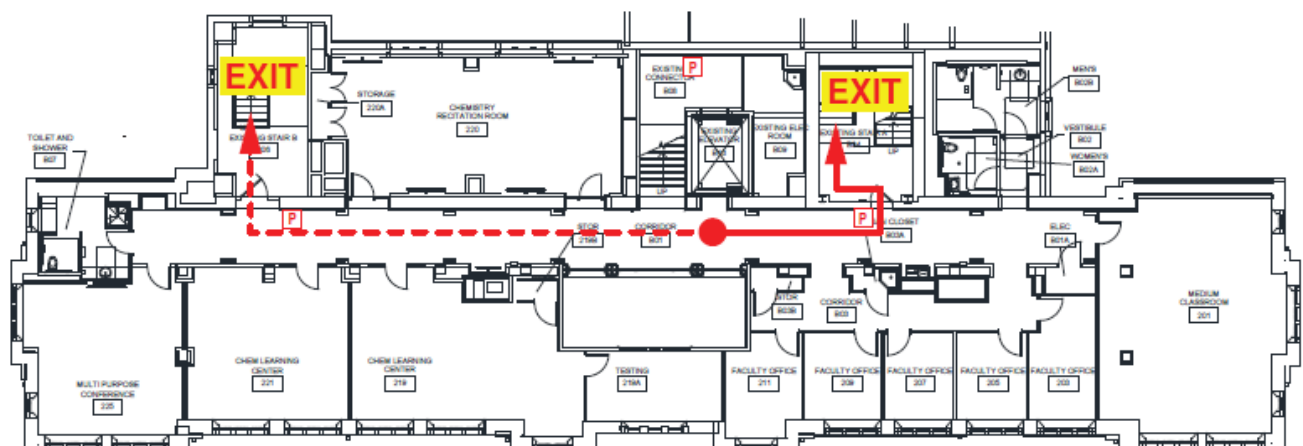 EXIT
EXIT
P
STORAGE
220A
CHEMISTRY
RECITATION ROOM
220
EXISTING
CONNECTOR
B08
EXISTING
ELEVATOR
EXISTING ELEC
ROOM
B09
EXISTING STAIR A
UP
UP
MEN'S
B02B
VESTIBULE
B02
WOMEN'S
B02A
TOILET AND
SHOWER
B07
EXISTING STAIR B
P
STOR
219B
CORRIDOR
B01
P
CLOSET
B03A
ELEC
B01A
STOR
B03B
CORRIDOR
B03
MEDIUM
CLASSROOM
201
MULTI PURPOSE
CONFERENCE
225
CHEM LEARNING
CENTER
221
CHEM LEARNING
CENTER
219
TESTING
219A
FACULTY OFFICE
211
FACULTY OFFICE
209
FACULTY OFFICE
207
FACULTY OFFICE
205
FACULTY OFFICE
203